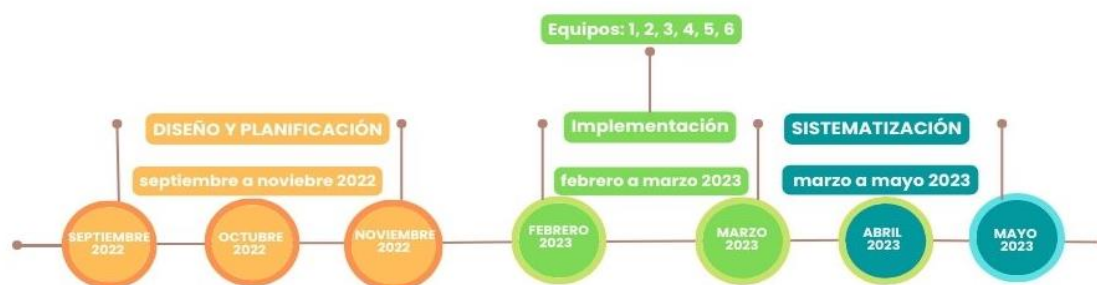 Equipos: 1, 2, 3, 4, 5, 6
DISEÑO Y PLANIFICACIÓN
Implementación
SISTEMATIZACIÓN
septiembre a noviebre 2022
febrero a marzo 2023
marzo a mayo 2023
SEPTIEMBRE
2022
OCTUBRE
2022
NOVIEMBRE
2022
FEBRERO
2023
MARZO
2023
ABRIL
2023
MAYO
2023